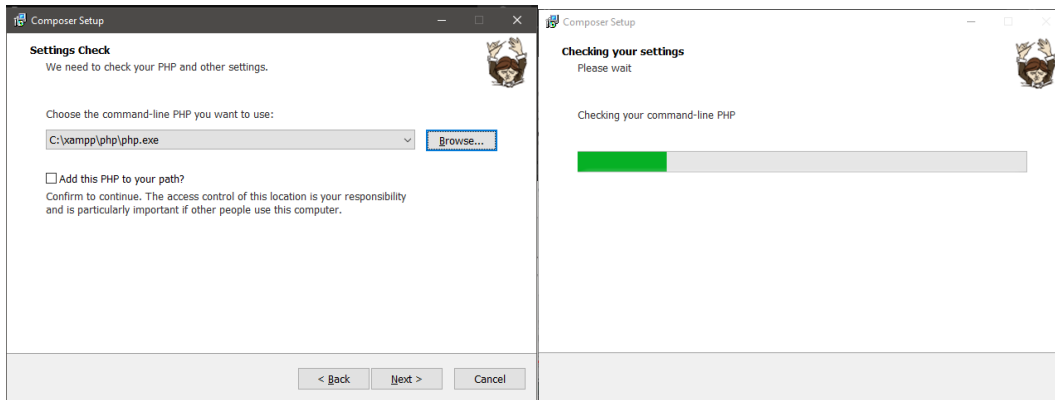 Composer Setup
Settings Check
We need to check your PHP and other settings.
Choose the command-line PHP you want to use:
C:\xampp\php\php.exe
Browse...
Add this PHP to your path?
Confirm to continue. The access control of this location is your responsibility
and is particularly important if other people use this computer.
< Back
Next >
Cancel
Composer Setup
Checking your settings
Please wait
Checking your command-line PHP